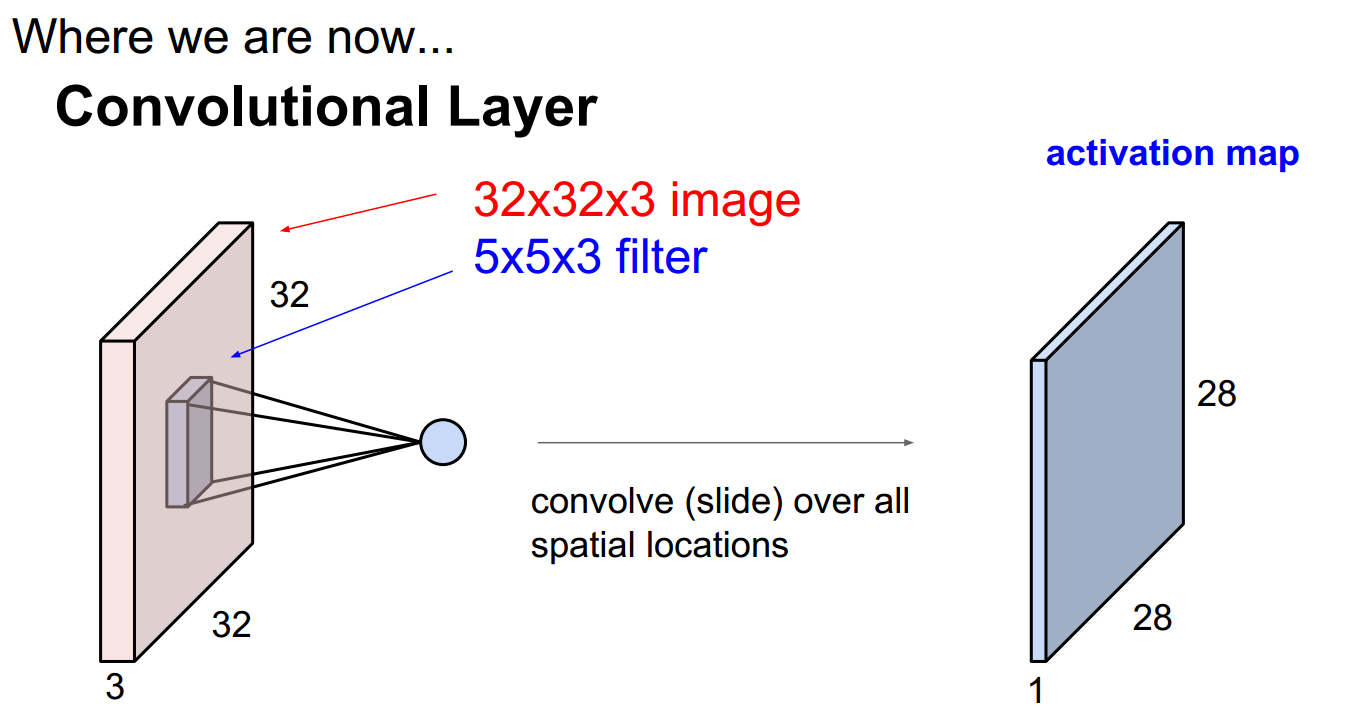 Where we are now...
Convolutional Layer
activation map
32x32x3 image
5x5x3 filter
32
28
convolve (slide) over all
spatial locations
32
28
3
1